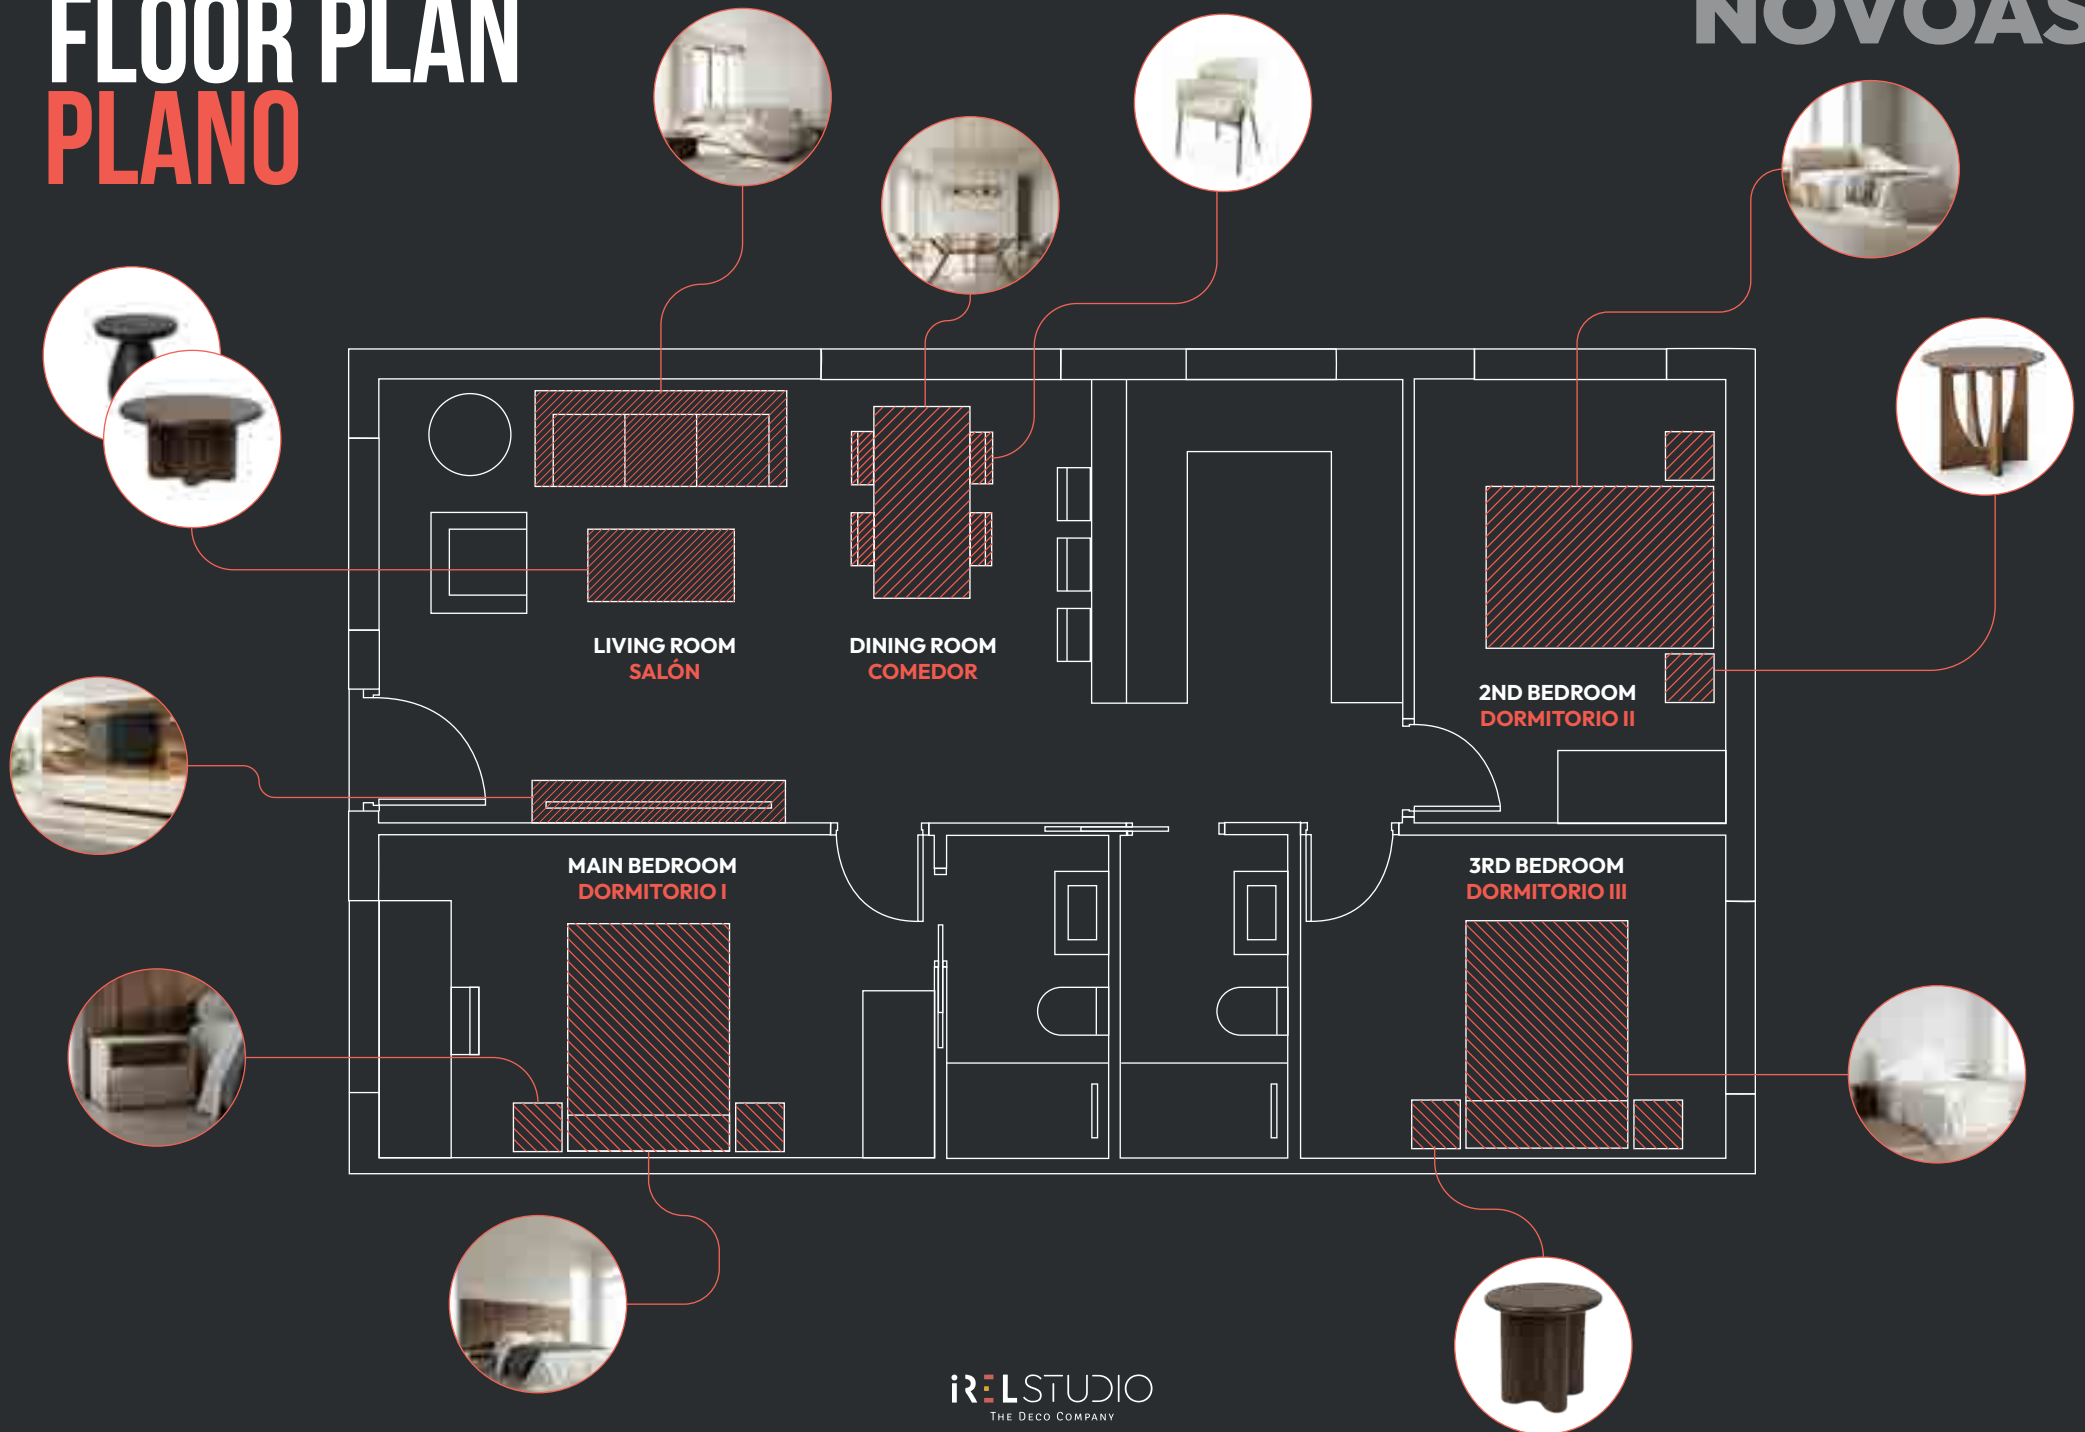 FLOOR PLAN
PLANO
NOVOAS
LIVING ROOM
SALÓN
DINING ROOM
COMEDOR
2ND BEDROOM
DORMITORIO II
MAIN BEDROOM
DORMITORIO I
3RD BEDROOM
DORMITORIO III
iRELSTUDIO
THE DECO COMPANY